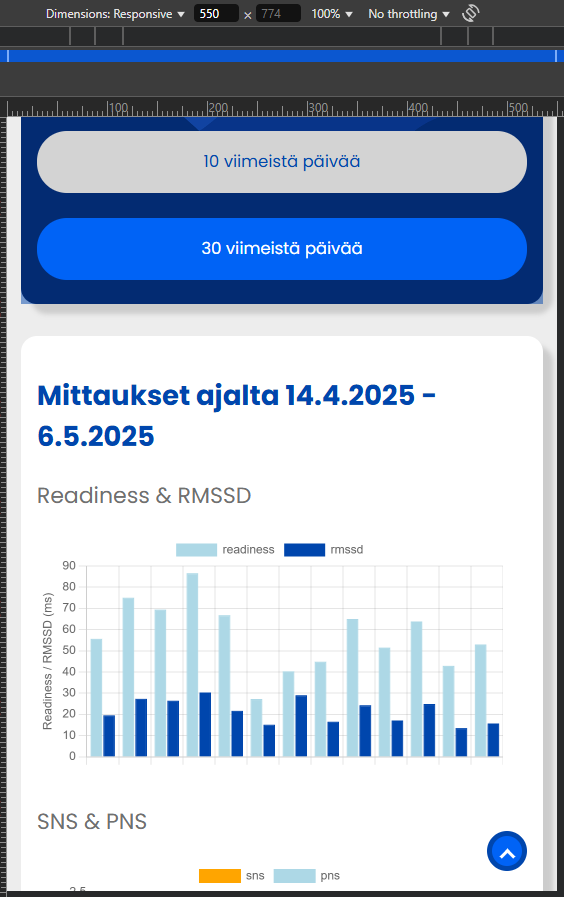 Dimensions: Responsive ▼ 550 × 774 100% ▼ No throttling ▼
100 200 300 400 500
10 viimeistä päivää
30 viimeistä päivää
Mittaukset ajalta 14.4.2025 -
6.5.2025
Readiness & RMSSD
readiness rmssd
Readiness / RMSSD (ms)
90
80
70
60
50
40
30
20
10
0
SNS & PNS
sns pns